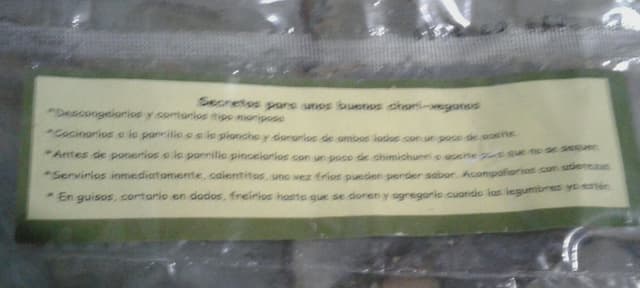 Secretos para unos buenos chori-veganos
*Descongelarlos y cortarlos tipo mariposa
*Cocinarlos a la parrilla o a la plancha y dorarlos de ambos lados con un poco de aceite.
*Antes de ponerlos a la parrilla pincelarlos con un poco de chimichurri o aceite para que no se sequen.
*Servirlos inmediatamente, calentitos, una vez fríos pueden perder sabor. Acompañarlos con aderezos
* En guisos, cortarlo en dados, freírlos hasta que se doren y agregarlo cuando las legumbres ya estén